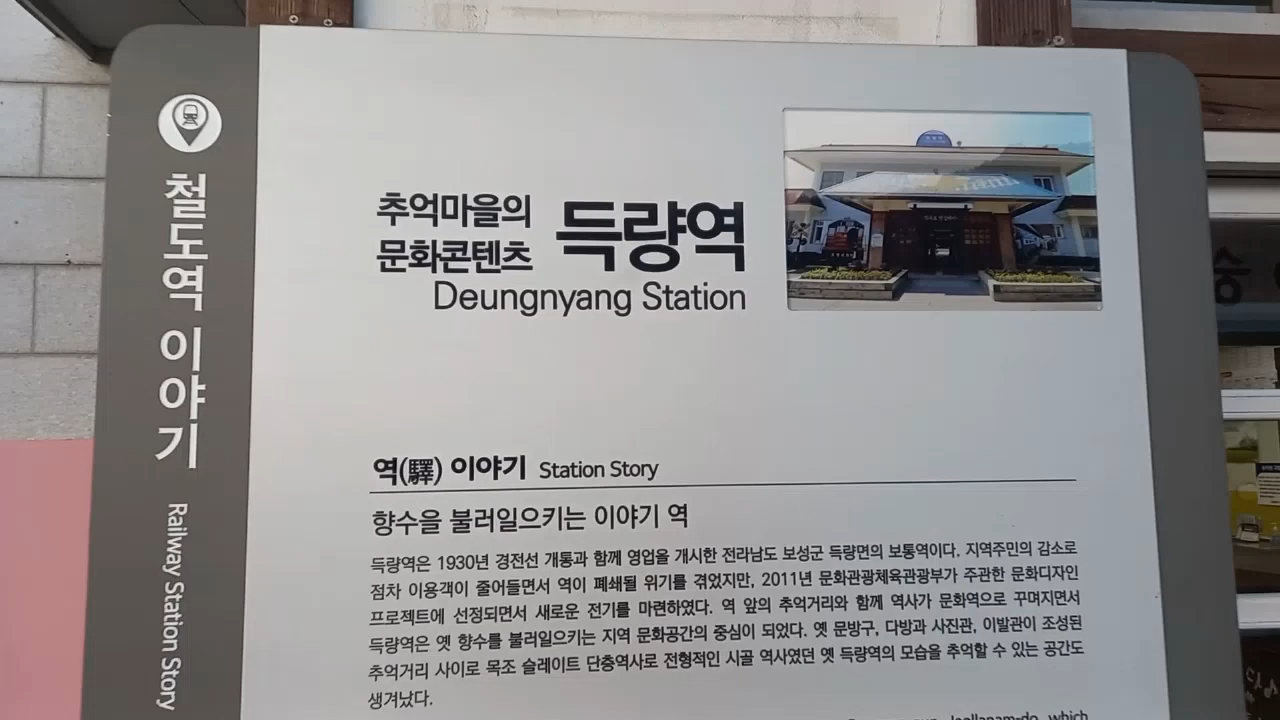 철도역 이야기
Railway Station Story
추억마을의
문화콘텐츠
득량역
Deungnyang Station
역(驛) 이야기 Station Story
향수을 불러일으키는 이야기 역
득량역은 1930년 경전선 개통과 함께 영업을 개시한 전라남도 보성군 득량면의 보통역이다. 지역주민의 감소로
점차 이용객이 줄어들면서 역이 폐쇄될 위기를 겪었지만, 2011년 문화관광체육관광부가 주관한 문화디자인
프로젝트에 선정되면서 새로운 전기를 마련하였다. 역 앞의 추억거리와 함께 역사가 문화역으로 꾸며지면서
득량역은 옛 향수를 불러일으키는 지역 문화공간의 중심이 되었다. 옛 문방구, 다방과 사진관, 이발관이 조성된
추억거리 사이로 목조 슬레이트 단층역사로 전형적인 시골 역사였던 옛 득량역의 모습을 추억할 수 있는 공간도
생겨났다.
which